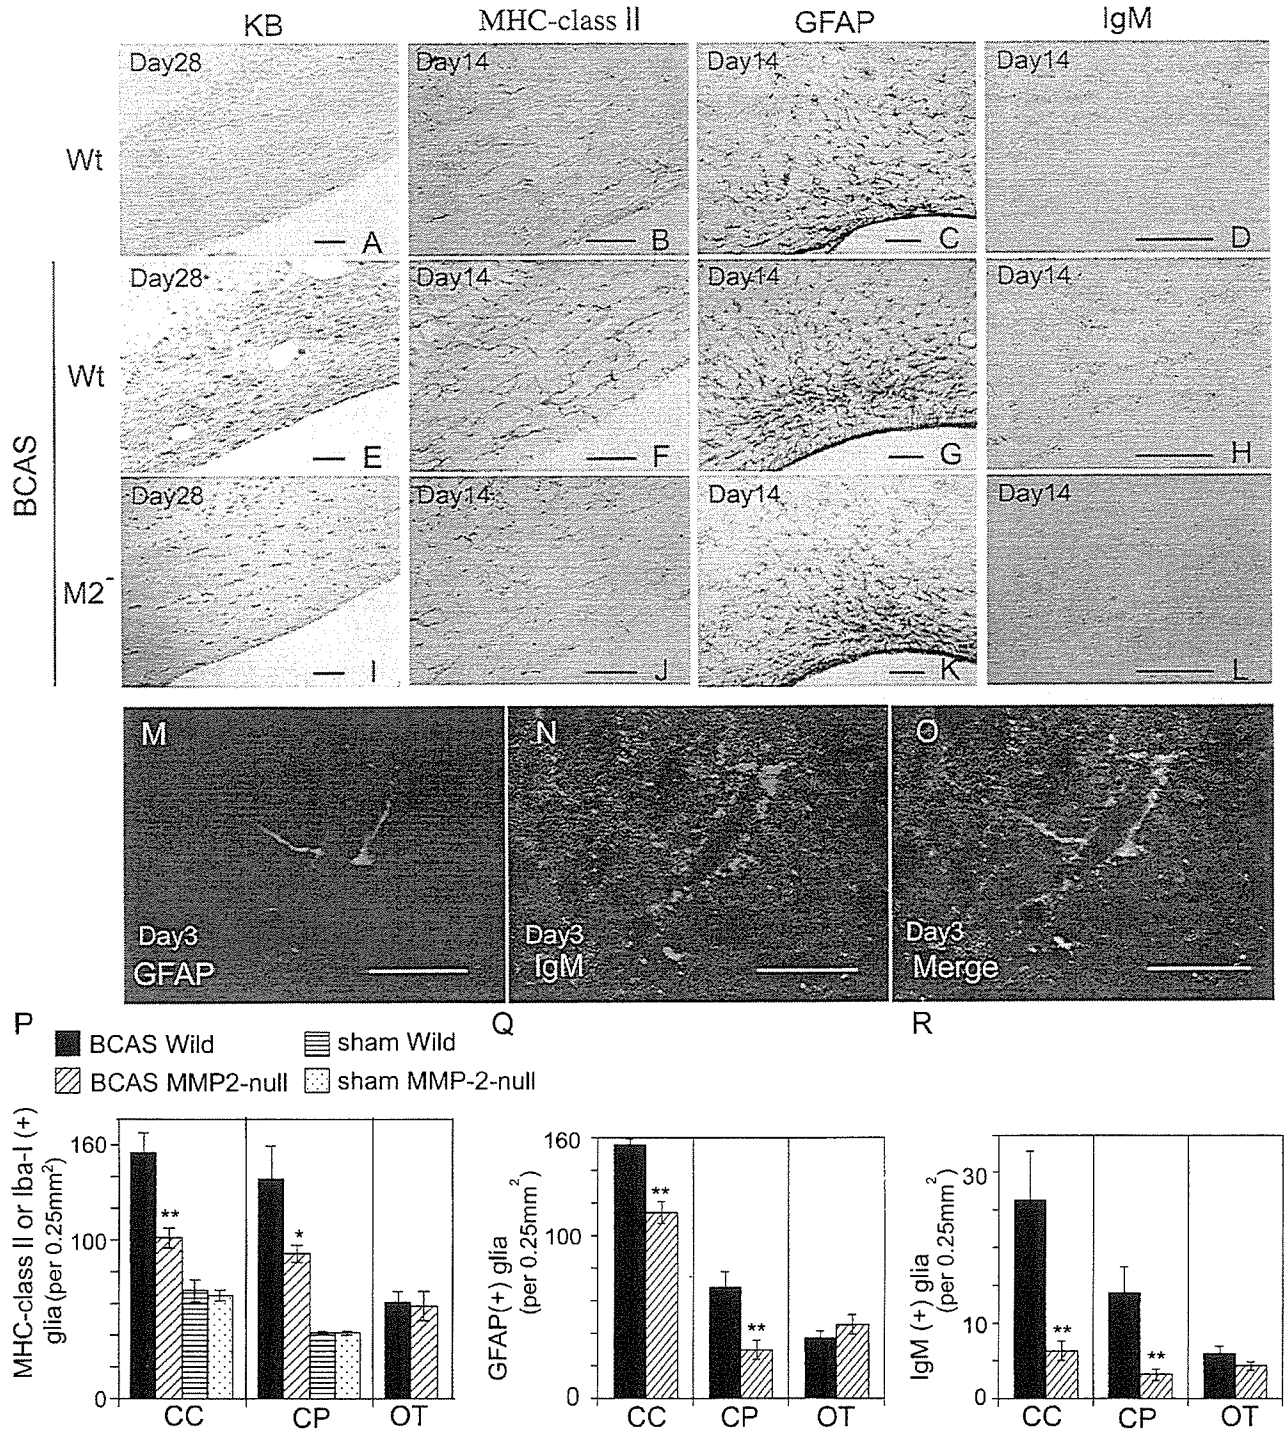 KB MHC-class II GFAP IgM
Day28 Day14 Day14 Day14
Wt
A B C D
Day28 Day14 Day14 Day14
Wt
E F G H
BCAS
Day28 Day14 Day14 Day14
M2-
I J K L
M N O
Day3 Day3 Day3
GFAP IgM Merge
P Q R
BCAS Wild sham Wild
BCAS MMP2-null sham MMP-2-null
MHC-class II or Iba-I (+)
glia (per 0.25mm²)
160
**
*
100
0
CC CP OT
GFAP(+) glia
(per 0.25mm²)
160
**
100
**
0
CC CP OT
IgM (+) glia
(per 0.25mm²)
30
10
**
**
0
CC CP OT